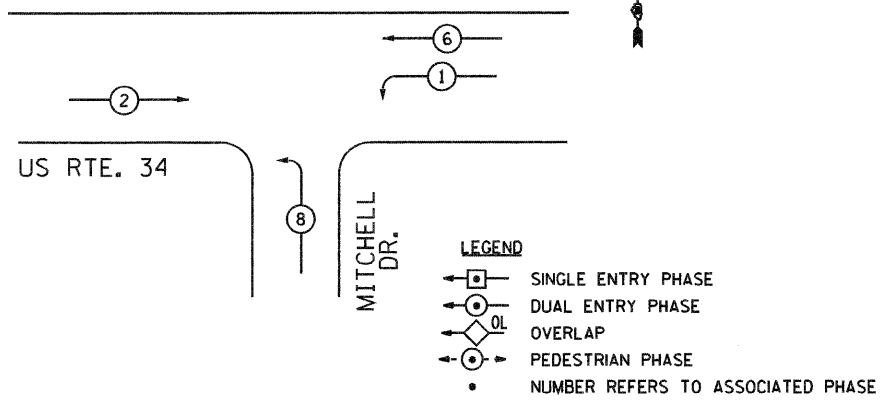 6
1
2
US RTE. 34
8
MITCHELL
DR.
LEGEND
SINGLE ENTRY PHASE
DUAL ENTRY PHASE
OL
OVERLAP
PEDESTRIAN PHASE
NUMBER REFERS TO ASSOCIATED PHASE